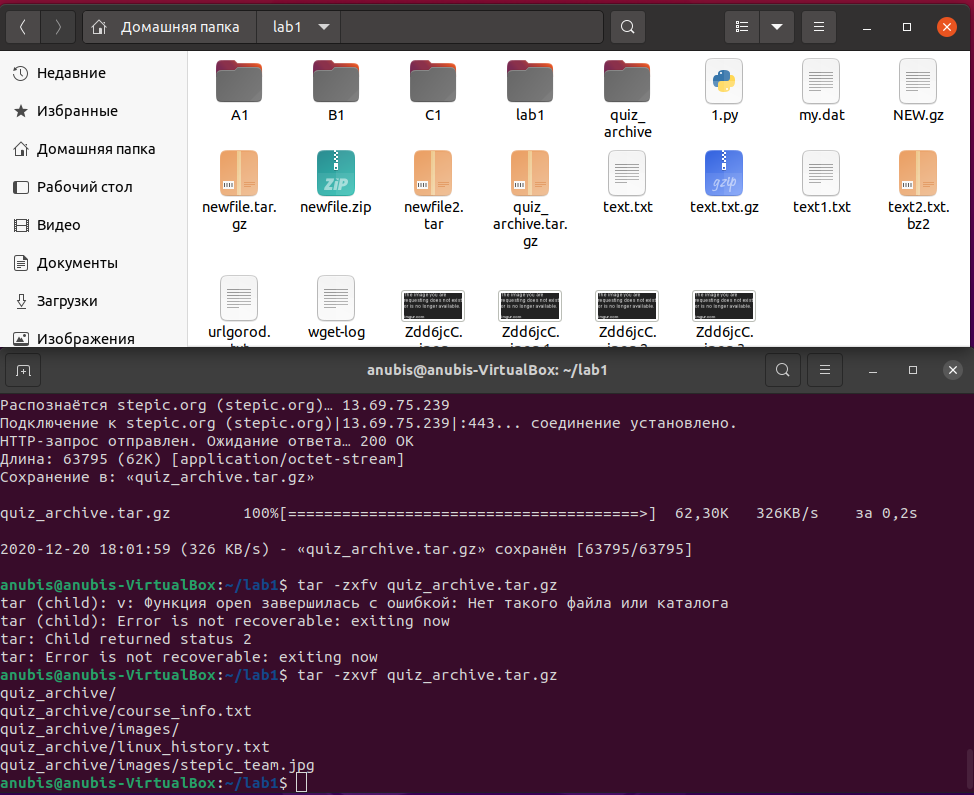 Домашняя папка
lab1
Недавние
Избранные
Домашняя папка
Рабочий стол
Видео
Документы
Загрузки
Изображения
A1
B1
C1
lab1
quiz_
archive
1.py
my.dat
NEW.gz
ZiP
gzip
newfile.tar.
gz
newfile.zip
newfile2.
tar
quiz_
archive.tar.
gz
text.txt
text.txt.gz
text1.txt
text2.txt.
bz2
urlgorod.
wget-log
Zdd6jcC.
Zdd6jcC.
Zdd6jcC.
Zdd6jcC.
anubis@anubis-VirtualBox: ~/lab1
Распознаётся stepic.org (stepic.org)… 13.69.75.239
Подключение к stepic.org (stepic.org)|13.69.75.239|:443... соединение установлено.
HTTP-запрос отправлен. Ожидание ответа… 200 OK
Длина: 63795 (62K) [application/octet-stream]
Сохранение в: «quiz_archive.tar.gz»
quiz_archive.tar.gz 100%[=======================================>] 62,30K 326KB/s за 0,2s
2020-12-20 18:01:59 (326 KB/s) - «quiz_archive.tar.gz» сохранён [63795/63795]
anubis@anubis-VirtualBox:~/lab1$ tar -zxfv quiz_archive.tar.gz
tar (child): v: Функция open завершилась с ошибкой: Нет такого файла или каталога
tar (child): Error is not recoverable: exiting now
tar: Child returned status 2
tar: Error is not recoverable: exiting now
anubis@anubis-VirtualBox:~/lab1$ tar -zxvf quiz_archive.tar.gz
quiz_archive/
quiz_archive/course_info.txt
quiz_archive/images/
quiz_archive/linux_history.txt
quiz_archive/images/stepic_team.jpg
anubis@anubis-VirtualBox:~/lab1$